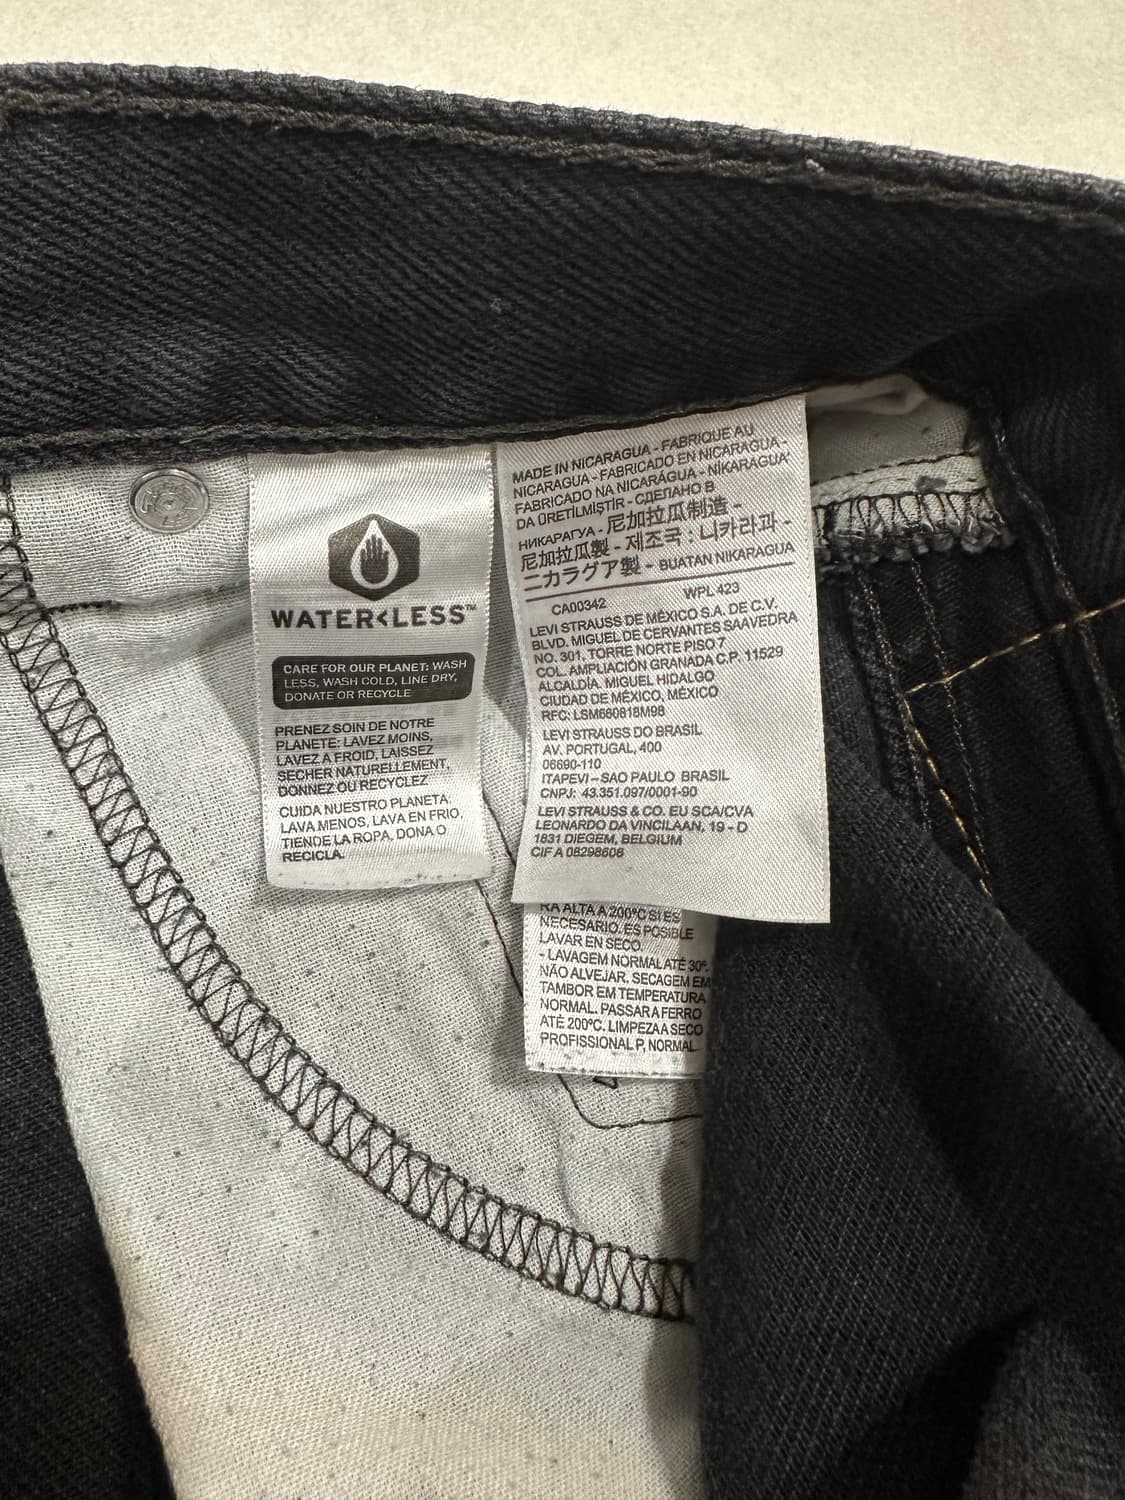 WATER<LESS™
CARE FOR OUR PLANET: WASH
LESS, WASH COLD, LINE DRY,
DONATE OR RECYCLE
PRENEZ SOIN DE NOTRE
PLANETE: LAVEZ MOINS,
LAVEZ A FROID, LAISSEZ
SECHER NATURELLEMENT,
DONNEZ OU RECYCLEZ
CUIDA NUESTRO PLANETA.
LAVA MENOS, LAVA EN FRIO,
TIENDE LA ROPA, DONA O
RECICLA.
MADE IN NICARAGUA - FABRIQUE AU
NICARAGUA - FABRICADO EN NICARAGUA -
FABRICADO NA NICARÁGUA - NİKARAGUA'
DA ÜRETİLMİŞTİR - СДЕЛАНО В
НИКАРАГУА - 尼加拉瓜制造 -
尼加拉瓜製 - 제조국 : 니카라과 -
ニカラグア製 - BUATAN NIKARAGUA
CA00342 WPL 423
LEVI STRAUSS DE MÉXICO S.A. DE C.V.
BLVD. MIGUEL DE CERVANTES SAAVEDRA
NO. 301, TORRE NORTE PISO 7
COL. AMPLIACIÓN GRANADA C.P. 11529
ALCALDÍA. MIGUEL HIDALGO
CIUDAD DE MÉXICO, MÉXICO
RFC: LSM660818M98
LEVI STRAUSS DO BRASIL
AV. PORTUGAL, 400
06690-110
ITAPEVI – SAO PAULO BRASIL
CNPJ: 43.351.097/0001-90
LEVI STRAUSS & CO. EU SCA/CVA
LEONARDO DA VINCILAAN, 19 - D
1831 DIEGEM, BELGIUM
CIF A 08298606
RA ALTA A 200ºC SI ES
NECESARIO. ES POSIBLE
LAVAR EN SECO.
- LAVAGEM NORMAL ATÉ 30º.
NÃO ALVEJAR. SECAGEM EM
TAMBOR EM TEMPERATURA
NORMAL. PASSAR A FERRO
ATÉ 200ºC. LIMPEZA A SECO
PROFISSIONAL P, NORMAL